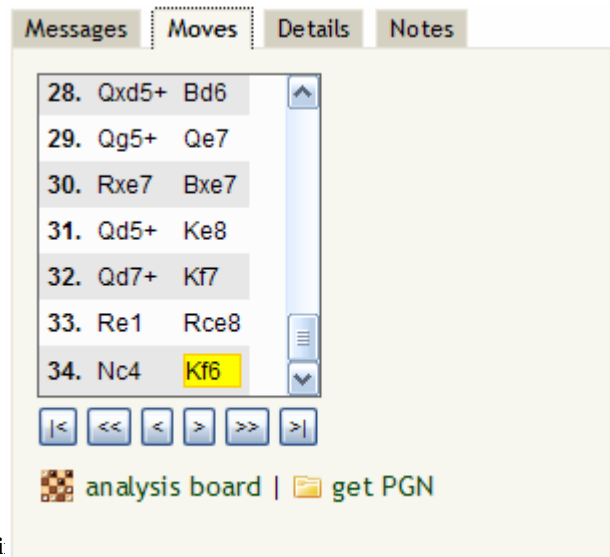 Messages Moves Details Notes
28. Qxd5+ Bd6
29. Qg5+ Qe7
30. Rxe7 Bxe7
31. Qd5+ Ke8
32. Qd7+ Kf7
33. Re1 Rce8
34. Nc4 Kf6
|< << < > >> >|
analysis board | get PGN